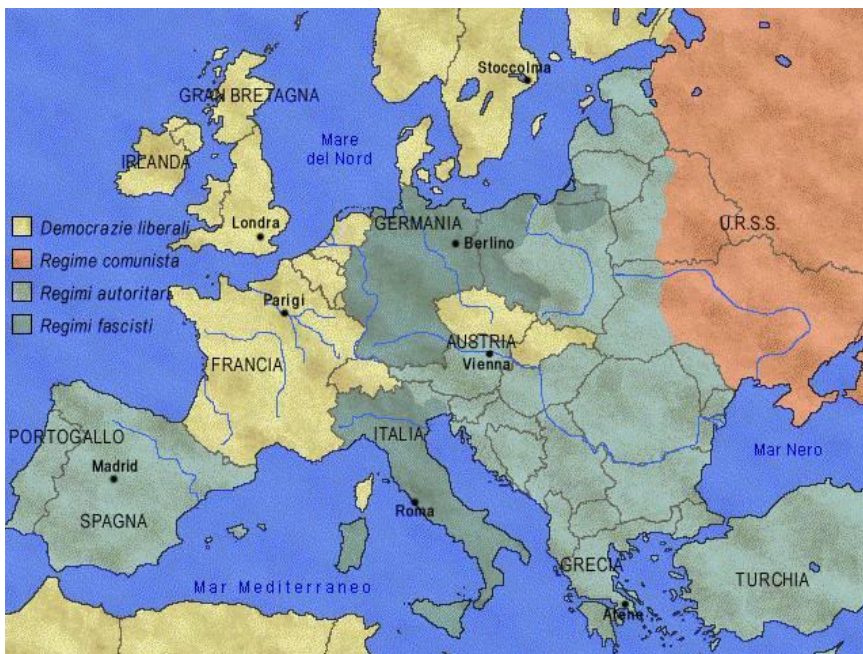 Stoccolma
GRAN BRETAGNA
Mare
del Nord
IRLANDA
Democrazie liberali
Londra
GERMANIA
U.R.S.S.
Regime comunista
Berlino
Regimi autoritari
Parigi
Regimi fascisti
AUSTRIA
Vienna
FRANCIA
PORTOGALLO
ITALIA
Mar Nero
Madrid
Roma
SPAGNA
GRECIA
Mar Mediterraneo
TURCHIA
Atene